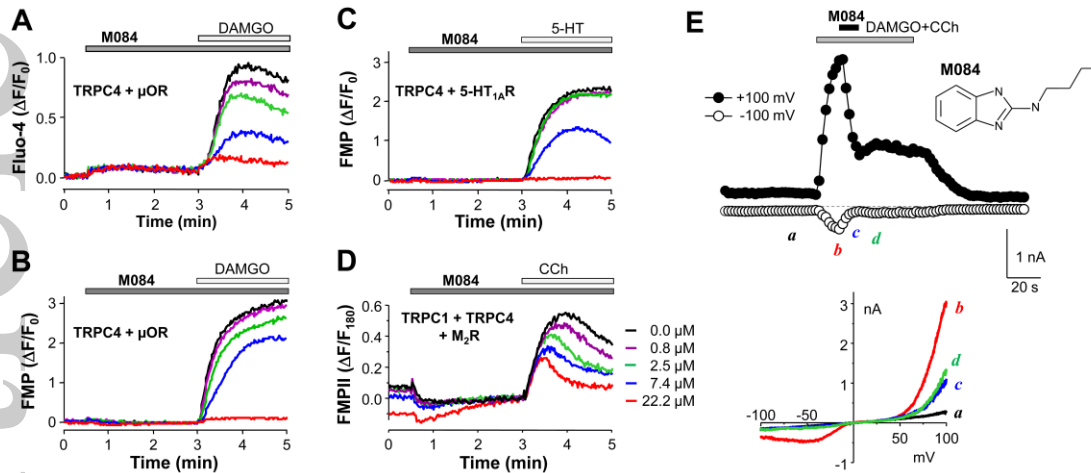 A
M084
DAMGO
TRPC4 + µOR
Fluo-4 (ΔF/F0)
1.0
0.5
0.0
0 1 2 3 4 5
Time (min)
B
M084
DAMGO
TRPC4 + µOR
FMP (ΔF/F0)
3
2
1
0
0 1 2 3 4 5
Time (min)
C
M084
5-HT
TRPC4 + 5-HT1AR
FMP (ΔF/F0)
3
2
1
0
0 1 2 3 4 5
Time (min)
D
M084
CCh
TRPC1 + TRPC4
+ M2R
FMPII (ΔF/F180)
0.6
0.4
0.2
0.0
0 1 2 3 4 5
Time (min)
0.0 µM
0.8 µM
2.5 µM
7.4 µM
22.2 µM
E
M084
DAMGO+CCh
M084
N
N
N
+100 mV
-100 mV
a
b
c
d
1 nA
20 s
nA
3
2
1
-1
-100 -50 50 100
mV
b
d
c
a